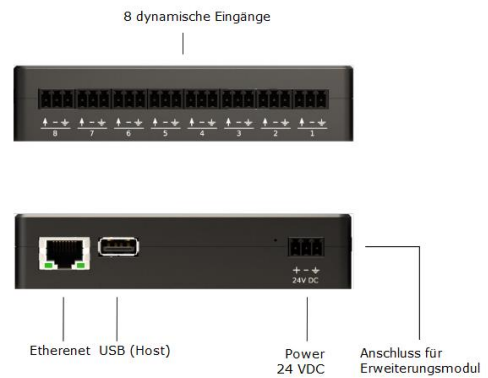 8 dynamische Eingänge
8 7 6 5 4 3 2 1
24V DC
Etherenet USB (Host)
Power
24 VDC
Anschluss für
Erweiterungsmodul